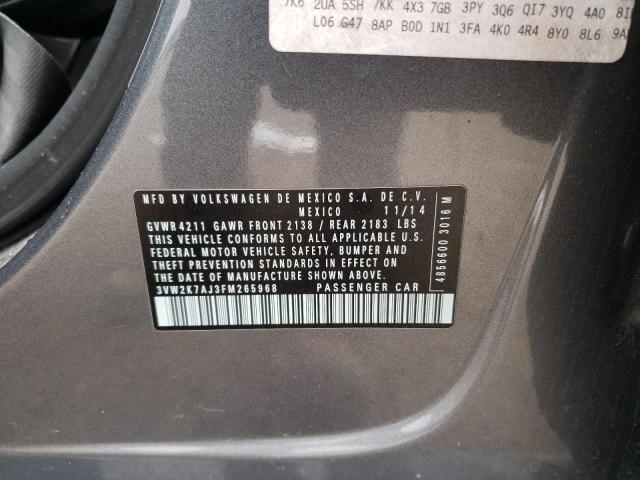 7K6 2UA 5SH 7KK 4X3 7GB 3PY 3Q6 QI7 3YQ 4A0 8I
L06 G47 8AP B0D 1N1 3FA 4K0 4R4 8Y0 8L6 9A
MFD BY VOLKSWAGEN DE MEXICO S.A. DE C.V.
MEXICO 11/14
GVWR 4211 GAWR FRONT 2138 / REAR 2183 LBS
THIS VEHICLE CONFORMS TO ALL APPLICABLE U.S.
FEDERAL MOTOR VEHICLE SAFETY, BUMPER AND
THEFT PREVENTION STANDARDS IN EFFECT ON
THE DATE OF MANUFACTURE SHOWN ABOVE.
3VW2K7AJ3FM265968 PASSENGER CAR
4856600 3016 M